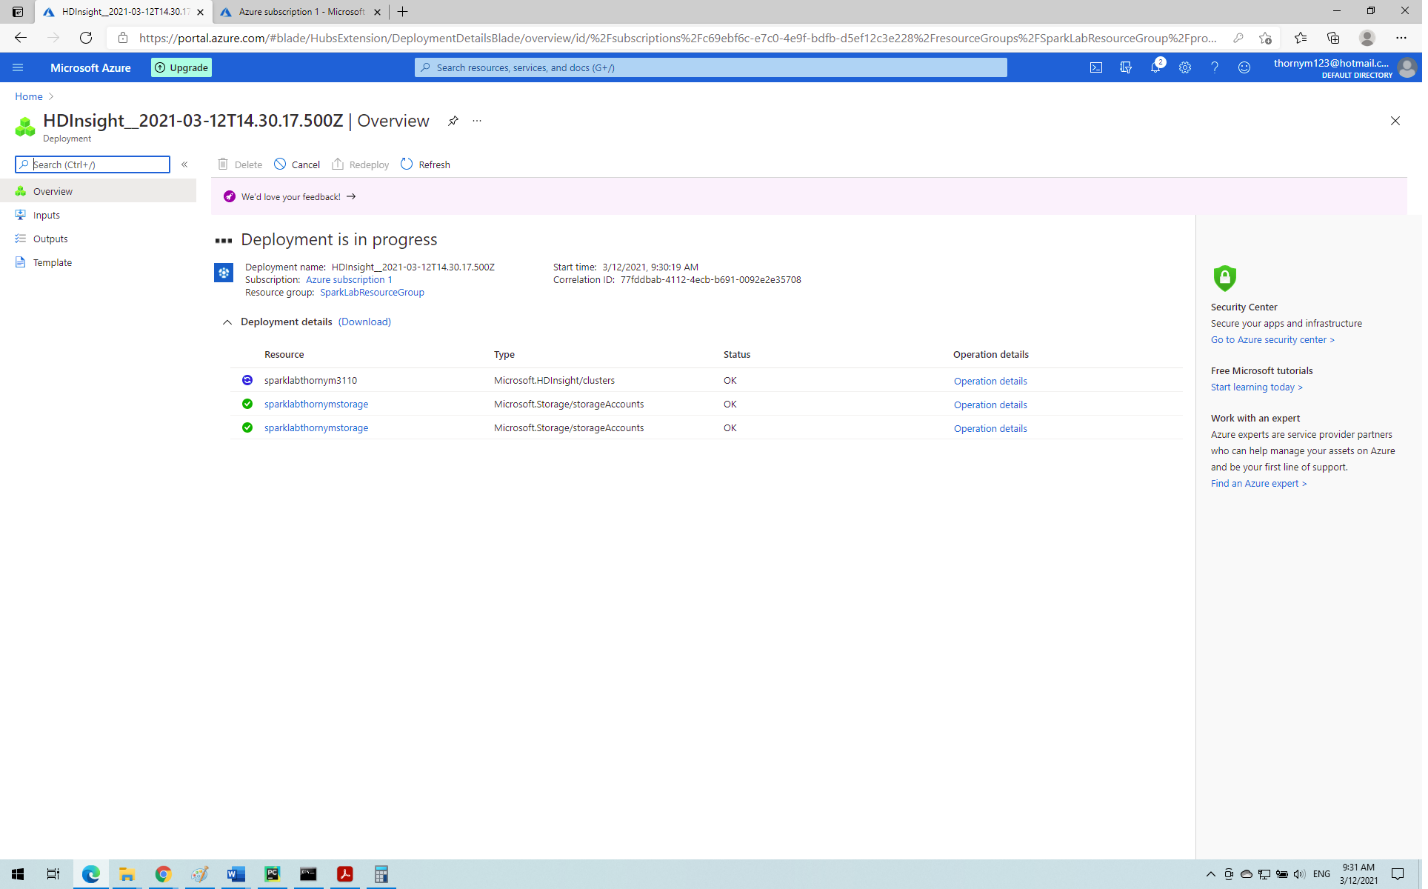 HDInsight__2021-03-12T14.30.17
Azure subscription 1 - Microsoft
https://portal.azure.com/#blade/HubsExtension/DeploymentDetailsBlade/overview/id/%2Fsubscriptions%2Fc69ebf6c-e7c0-4e9f-bdfb-d5ef12c3e228%2FresourceGroups%2FSparkLabResourceGroup%2Fpro...
Microsoft Azure
Upgrade
Search resources, services, and docs (G+/)
2
thornym123@hotmail.c...
DEFAULT DIRECTORY
Home
HDInsight__2021-03-12T14.30.17.500Z | Overview
Deployment
Search (Ctrl+/)
Delete Cancel Redeploy Refresh
Overview
Inputs
Outputs
Template
We'd love your feedback!
Deployment is in progress
Deployment name: HDInsight__2021-03-12T14.30.17.500Z
Subscription: Azure subscription 1
Resource group: SparkLabResourceGroup
Start time: 3/12/2021, 9:30:19 AM
Correlation ID: 77fddbab-4112-4ecb-b691-0092e2e35708
Deployment details (Download)
Resource Type Status Operation details
sparklabthornym3110 Microsoft.HDInsight/clusters OK Operation details
sparklabthornymstorage Microsoft.Storage/storageAccounts OK Operation details
sparklabthornymstorage Microsoft.Storage/storageAccounts OK Operation details
Security Center
Secure your apps and infrastructure
Go to Azure security center >
Free Microsoft tutorials
Start learning today >
Work with an expert
Azure experts are service provider partners
who can help manage your assets on Azure
and be your first line of support.
Find an Azure expert >
W
PC
ENG
9:31 AM
3/12/2021